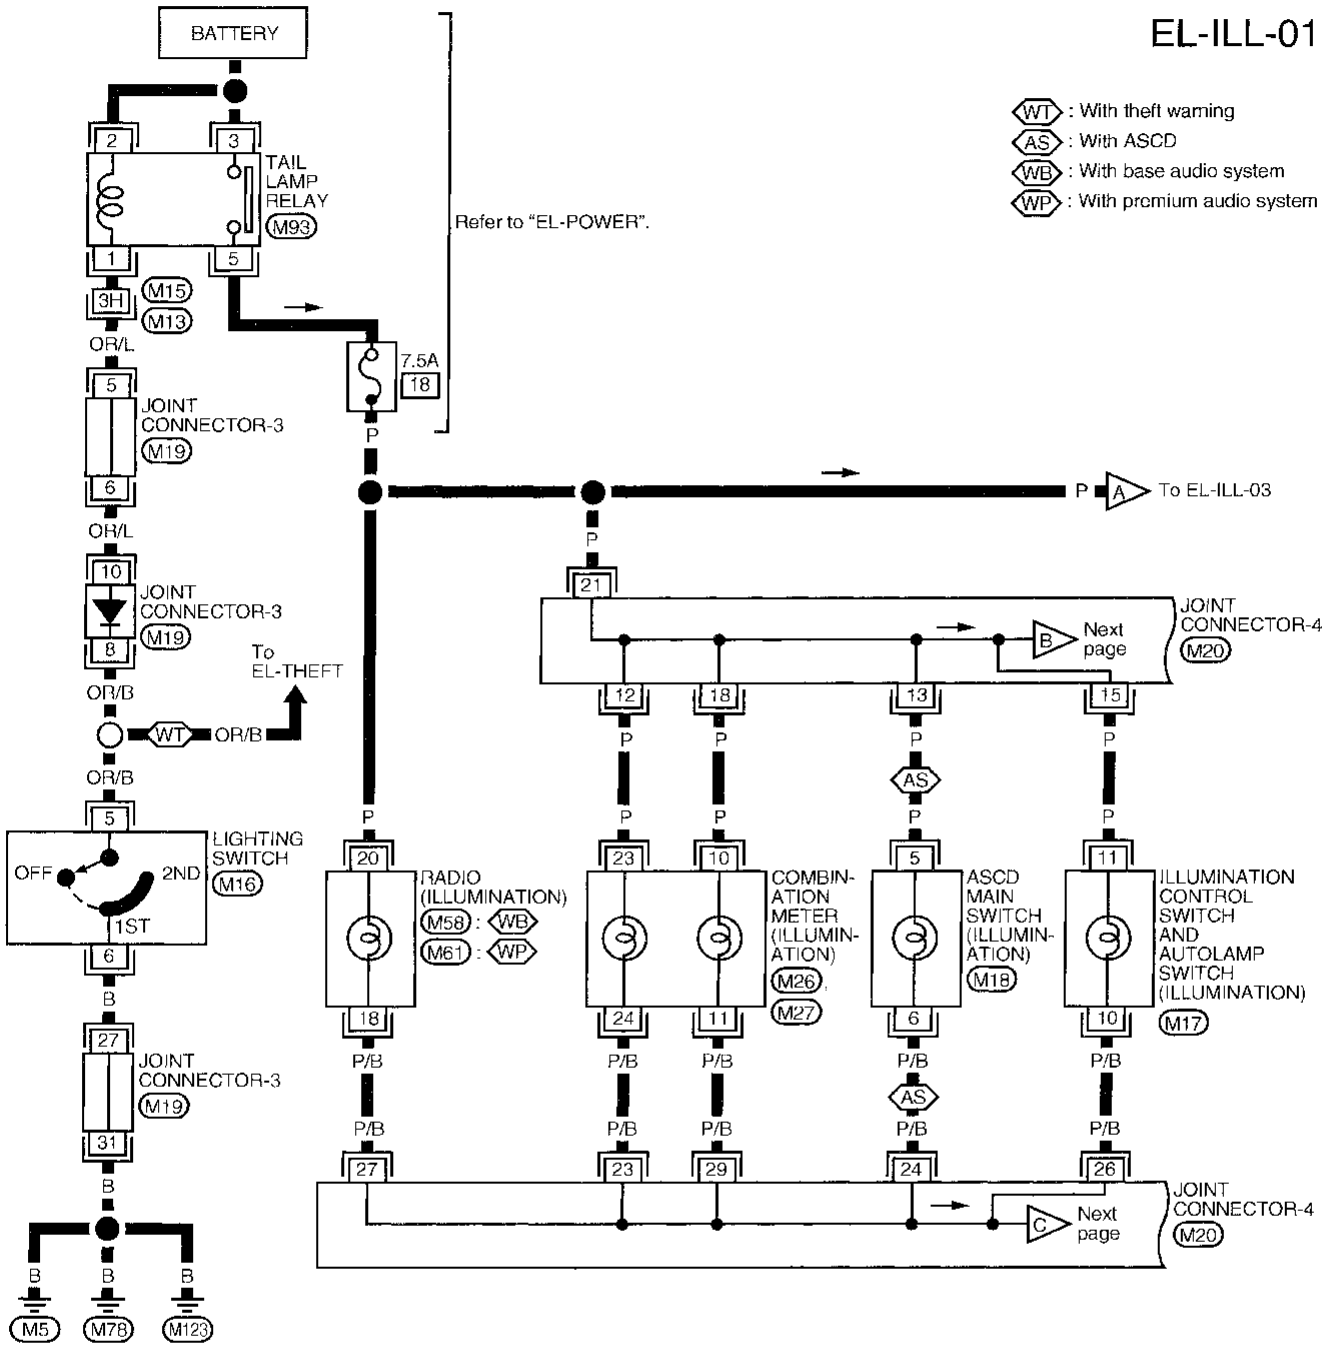 EL-ILL-01
BATTERY
WT : With theft warning
AS : With ASCD
WB : With base audio system
WP : With premium audio system
2
3
TAIL
LAMP
RELAY
M93
Refer to "EL-POWER".
1
5
3H
M15
M13
OR/L
7.5A
18
5
JOINT
CONNECTOR-3
M19
P
6
P
A
To EL-ILL-03
OR/L
P
10
21
JOINT
CONNECTOR-3
M19
JOINT
CONNECTOR-4
M20
B
Next
page
8
To
EL-THEFT
OR/B
12
18
13
15
WT
OR/B
P
P
P
P
OR/B
AS
5
P
P
P
P
P
LIGHTING
SWITCH
M16
OFF
2ND
1ST
20
23
10
5
11
RADIO
(ILLUMINATION)
M58 : WB
M61 : WP
COMBIN-
ATION
METER
(ILLUMIN-
ATION)
M26,
M27
ASCD
MAIN
SWITCH
(ILLUMIN-
ATION)
M18
ILLUMINATION
CONTROL
SWITCH
AND
AUTOLAMP
SWITCH
(ILLUMINATION)
M17
6
B
18
24
11
6
10
27
P/B
P/B
P/B
P/B
P/B
JOINT
CONNECTOR-3
M19
AS
31
P/B
P/B
P/B
P/B
P/B
27
23
29
24
26
B
JOINT
CONNECTOR-4
M20
C
Next
page
B
B
B
M5
M78
M123